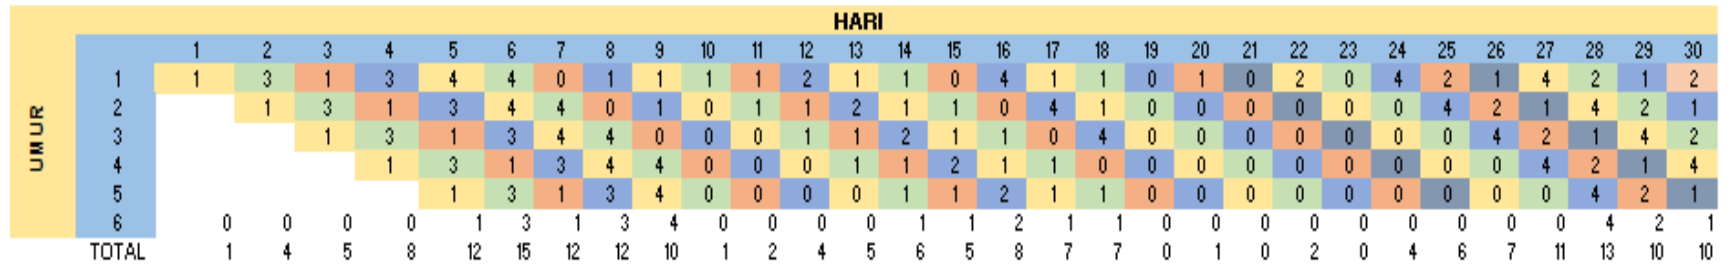 HARI
1 2 3 4 5 6 7 8 9 10 11 12 13 14 15 16 17 18 19 20 21 22 23 24 25 26 27 28 29 30
UMUR
1 1 3 1 3 4 4 0 1 1 1 1 2 1 1 0 4 1 1 0 1 0 2 0 4 2 1 4 2 1 2
2 1 3 1 3 4 4 0 1 0 1 1 2 1 1 0 4 1 0 0 0 0 0 0 4 2 1 4 2 1
3 1 3 1 3 4 4 0 0 0 1 1 2 1 1 0 4 0 0 0 0 0 0 0 4 2 1 4 2
4 1 3 1 3 4 4 0 0 0 1 1 2 1 1 0 0 0 0 0 0 0 0 0 4 2 1 4
5 1 3 1 3 4 0 0 0 0 1 1 2 1 1 0 0 0 0 0 0 0 0 0 4 2 1
6 0 0 0 0 1 3 1 3 4 0 0 0 0 1 1 2 1 1 0 0 0 0 0 0 0 0 0 4 2 1
TOTAL 1 4 5 8 12 15 12 12 10 1 2 4 5 6 5 8 7 7 0 1 0 2 0 4 6 7 11 13 10 10